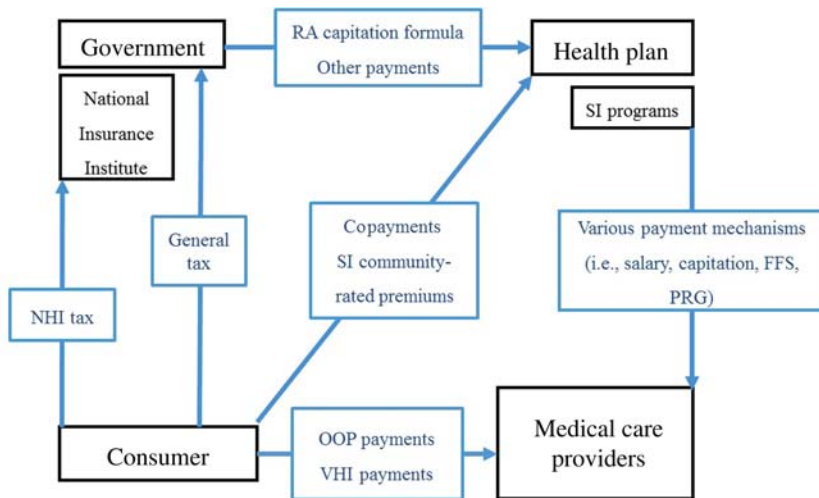 Government
RA capitation formula
Other payments
Health plan
National
Insurance
Institute
SI programs
General
tax
Copayments
SI community-
rated premiums
Various payment mechanisms
(i.e., salary, capitation, FFS,
PRG)
NHI tax
Consumer
OOP payments
VHI payments
Medical care
providers